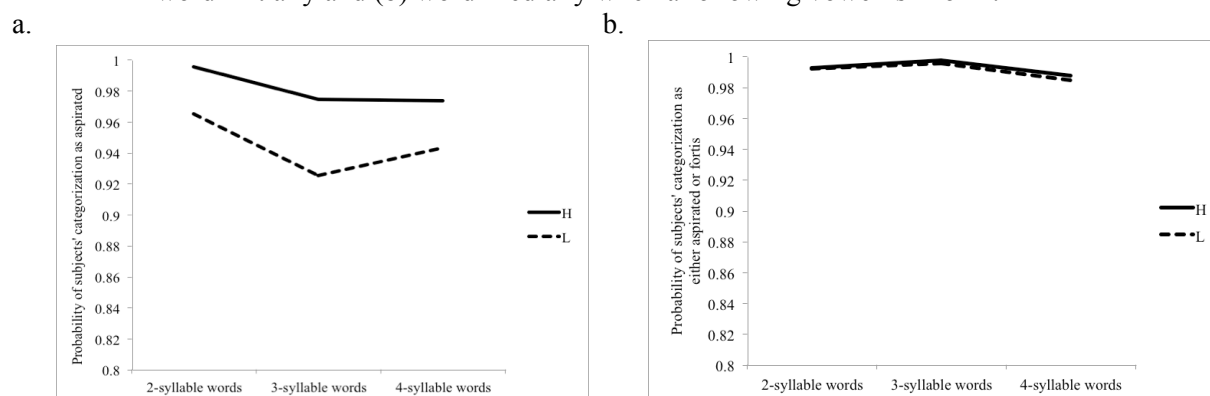 a.
b.
Probability of subjects' categorization as aspirated
1
0.98
0.96
0.94
0.92
0.9
0.88
0.86
0.84
0.82
0.8
2-syllable words 3-syllable words 4-syllable words
H
L
Probability of subjects' categorization as
either aspirated or fortis
1
0.98
0.96
0.94
0.92
0.9
0.88
0.86
0.84
0.82
0.8
2-syllable words 3-syllable words 4-syllable words
H
L